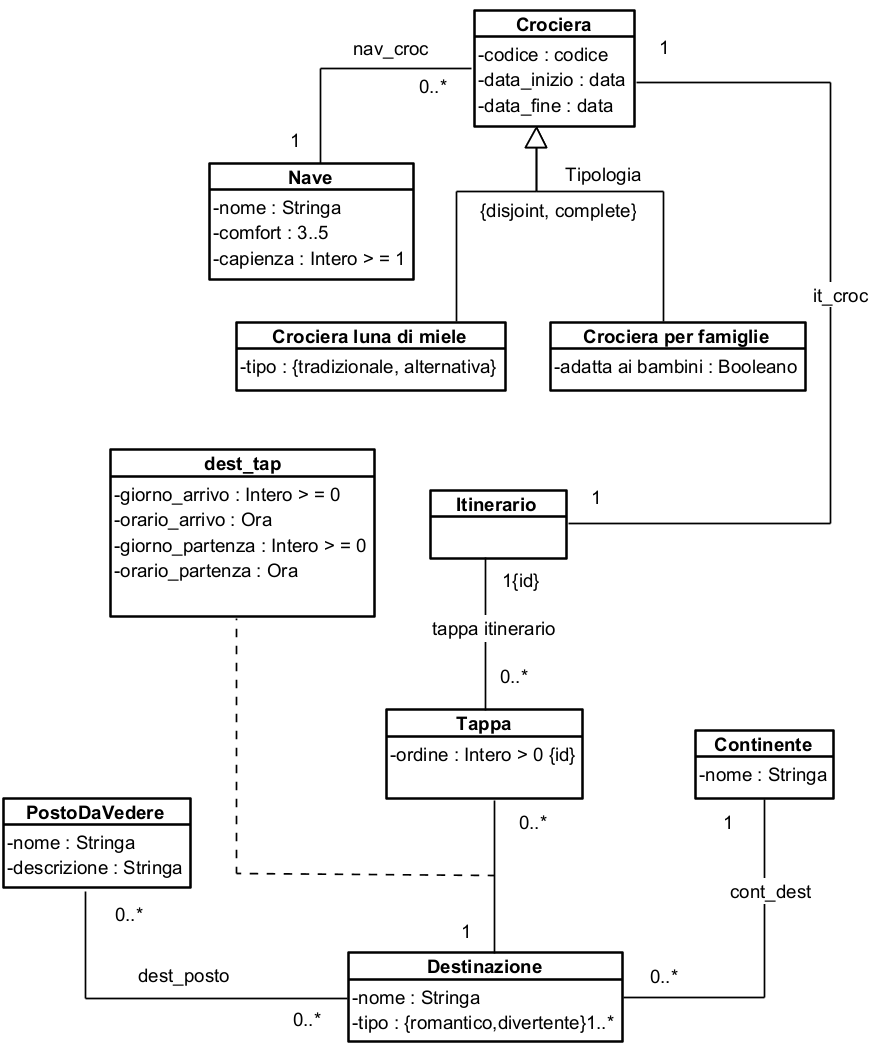 Crociera
-codice : codice
-data_inizio : data
-data_fine : data
1
nav_croc
0..*
1
Nave
-nome : Stringa
-comfort : 3..5
-capienza : Intero > = 1
Tipologia
{disjoint, complete}
it_croc
Crociera luna di miele
-tipo : {tradizionale, alternativa}
Crociera per famiglie
-adatta ai bambini : Booleano
dest_tap
-giorno_arrivo : Intero > = 0
-orario_arrivo : Ora
-giorno_partenza : Intero > = 0
-orario_partenza : Ora
Itinerario
1
1{id}
tappa itinerario
0..*
Tappa
-ordine : Intero > 0 {id}
Continente
-nome : Stringa
PostoDaVedere
-nome : Stringa
-descrizione : Stringa
0..*
1
cont_dest
0..*
1
dest_posto
0..*
0..*
Destinazione
-nome : Stringa
-tipo : {romantico,divertente}1..*